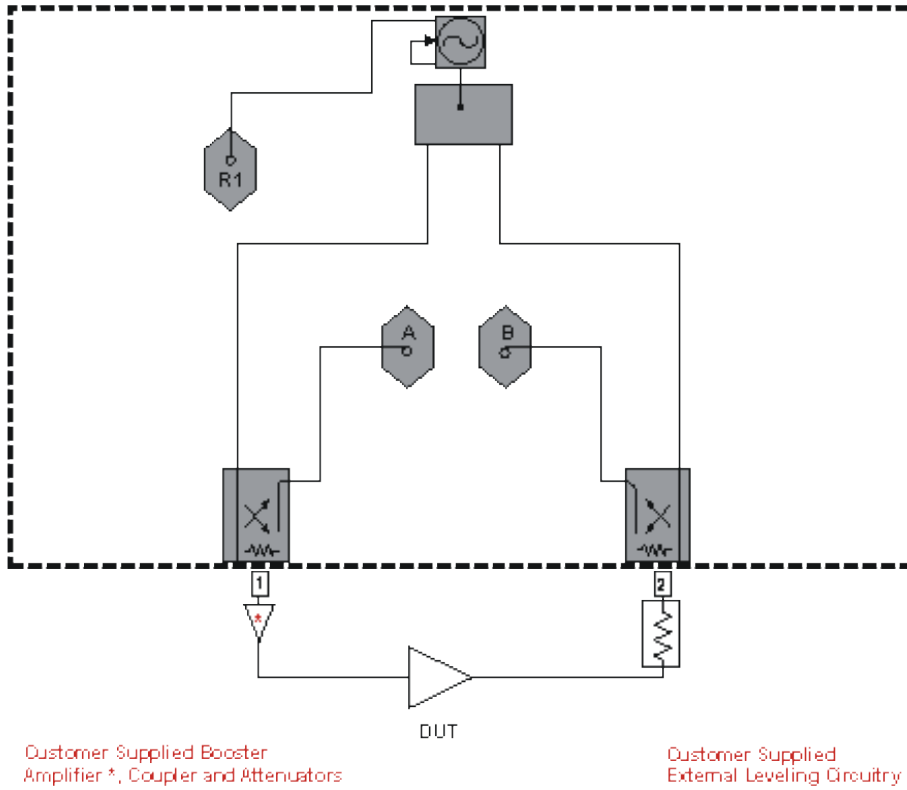 R1
A
B
1
2
*
DUT
Customer Supplied Booster
Amplifier *, Coupler and Attenuators
Customer Supplied
External Leveling Circuitry